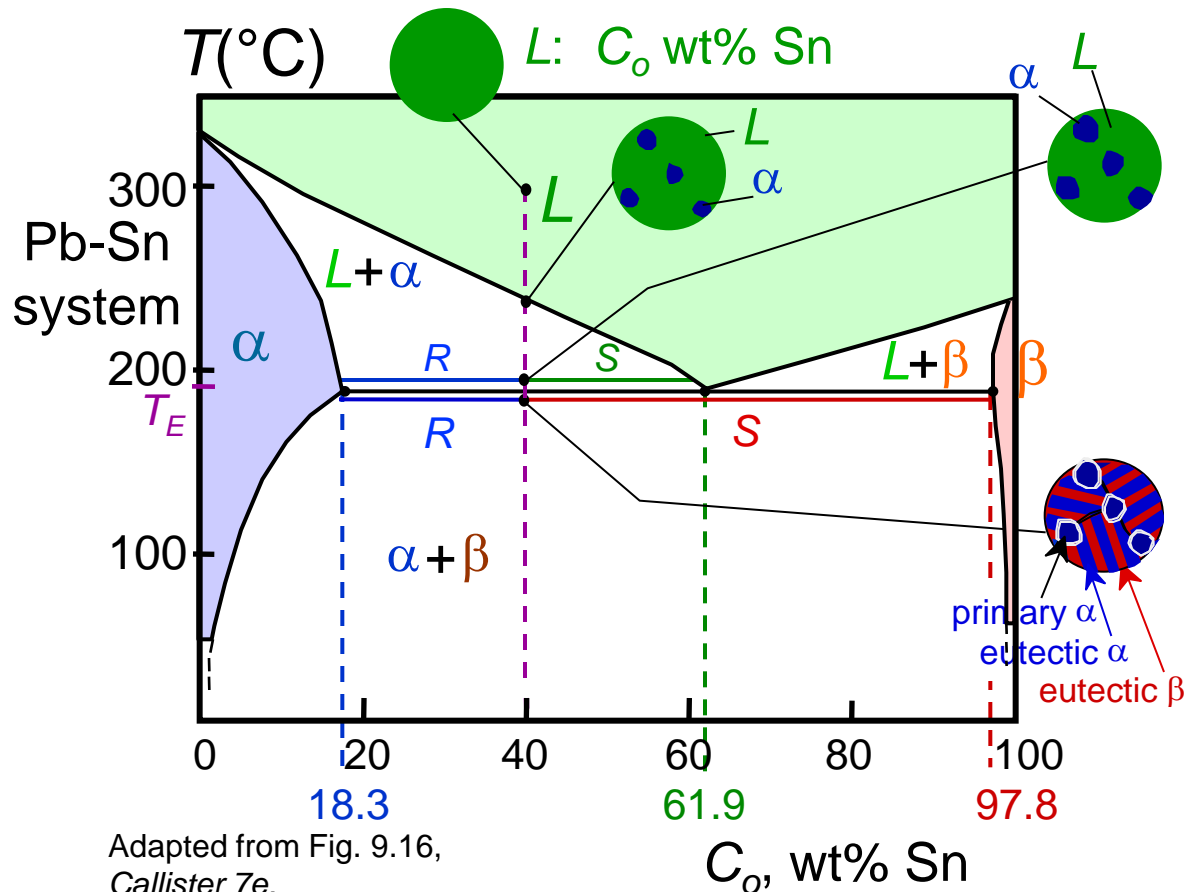 T(°C)
L: Cₒ wt% Sn
α
L
L
α
300
L
Pb-Sn
system
L+α
α
R
S
L+β
β
200
T_E
R
S
100
α+β
primary α
eutectic α
eutectic β
0
20
40
60
80
100
18.3
61.9
97.8
Adapted from Fig. 9.16,
Callister 7e.
Cₒ, wt% Sn